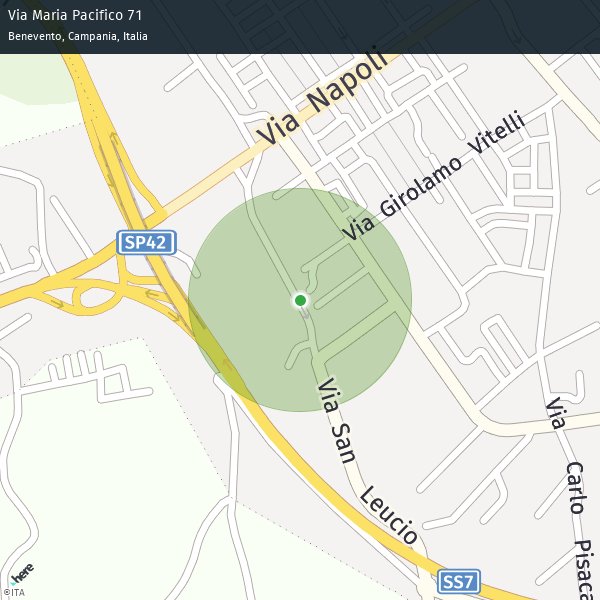 Via Maria Pacifico 71
Benevento, Campania, Italia
Via Napoli
Via Girolamo Vitelli
SP42
Via San Leucio
Via Carlo Pisaca
SS7
here
©ITA